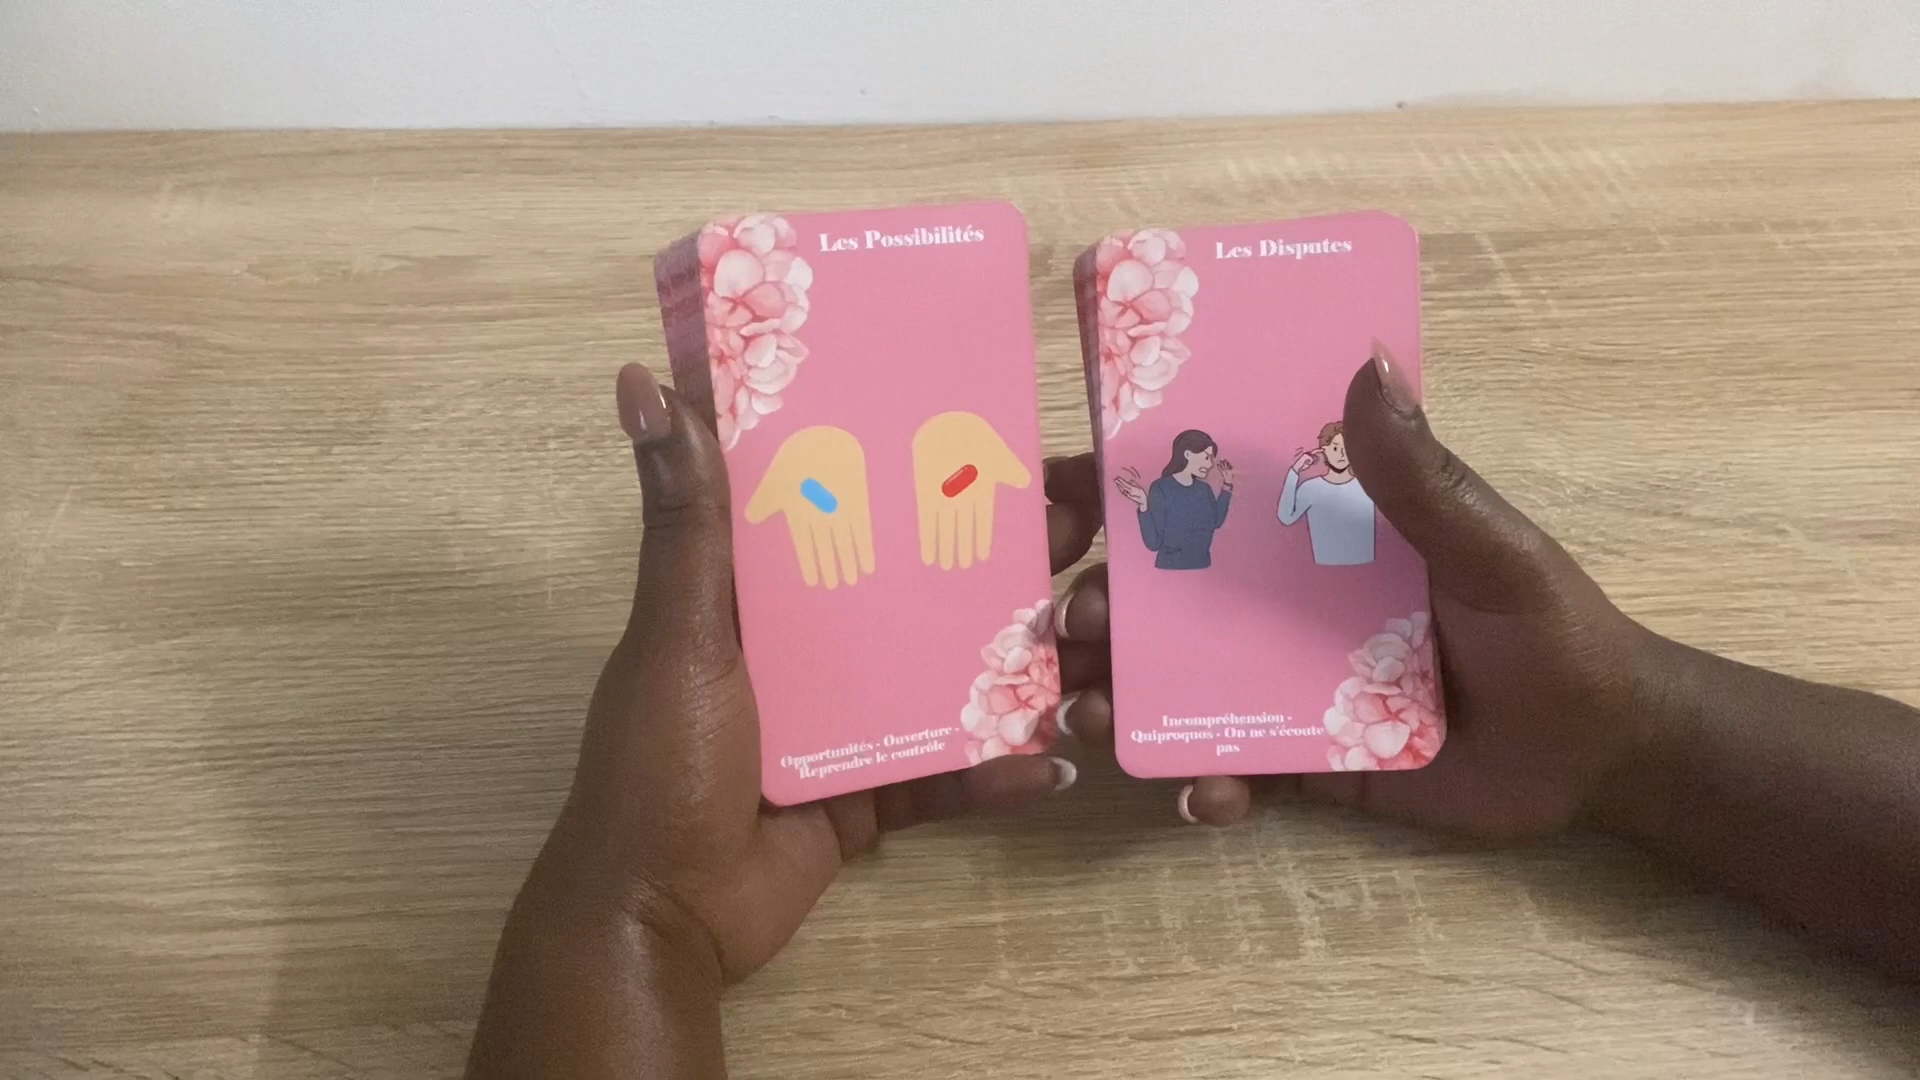 Les Possibilités
Opportunités - Ouverture -
Reprendre le contrôle
Les Disputes
Incompréhension -
Quiproquos - On ne s'écoute
pas